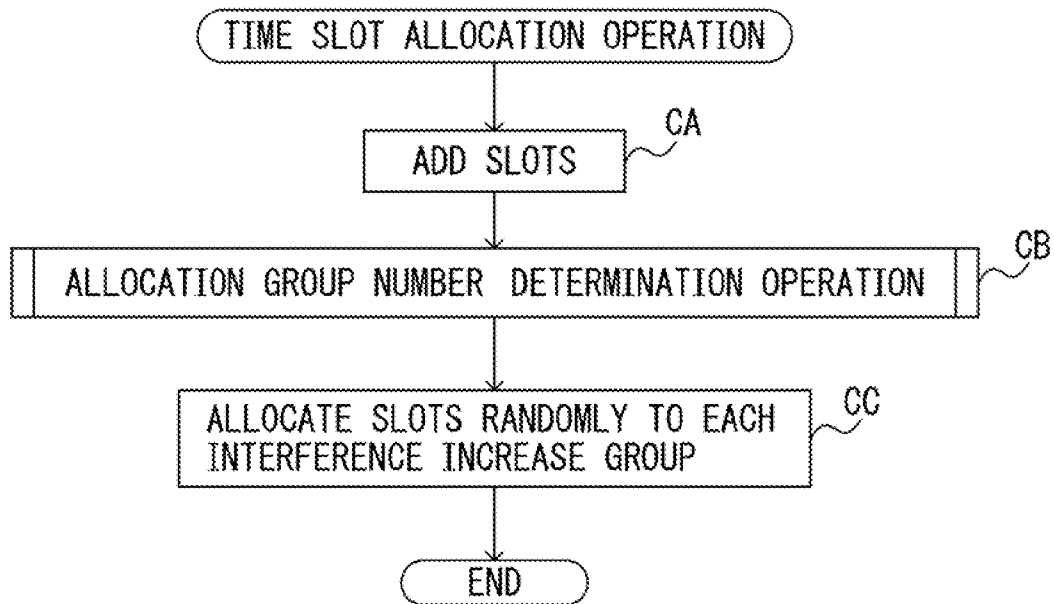 TIME SLOT ALLOCATION OPERATION
CA
ADD SLOTS
CB
ALLOCATION GROUP NUMBER DETERMINATION OPERATION
CC
ALLOCATE SLOTS RANDOMLY TO EACH
INTERFERENCE INCREASE GROUP
END